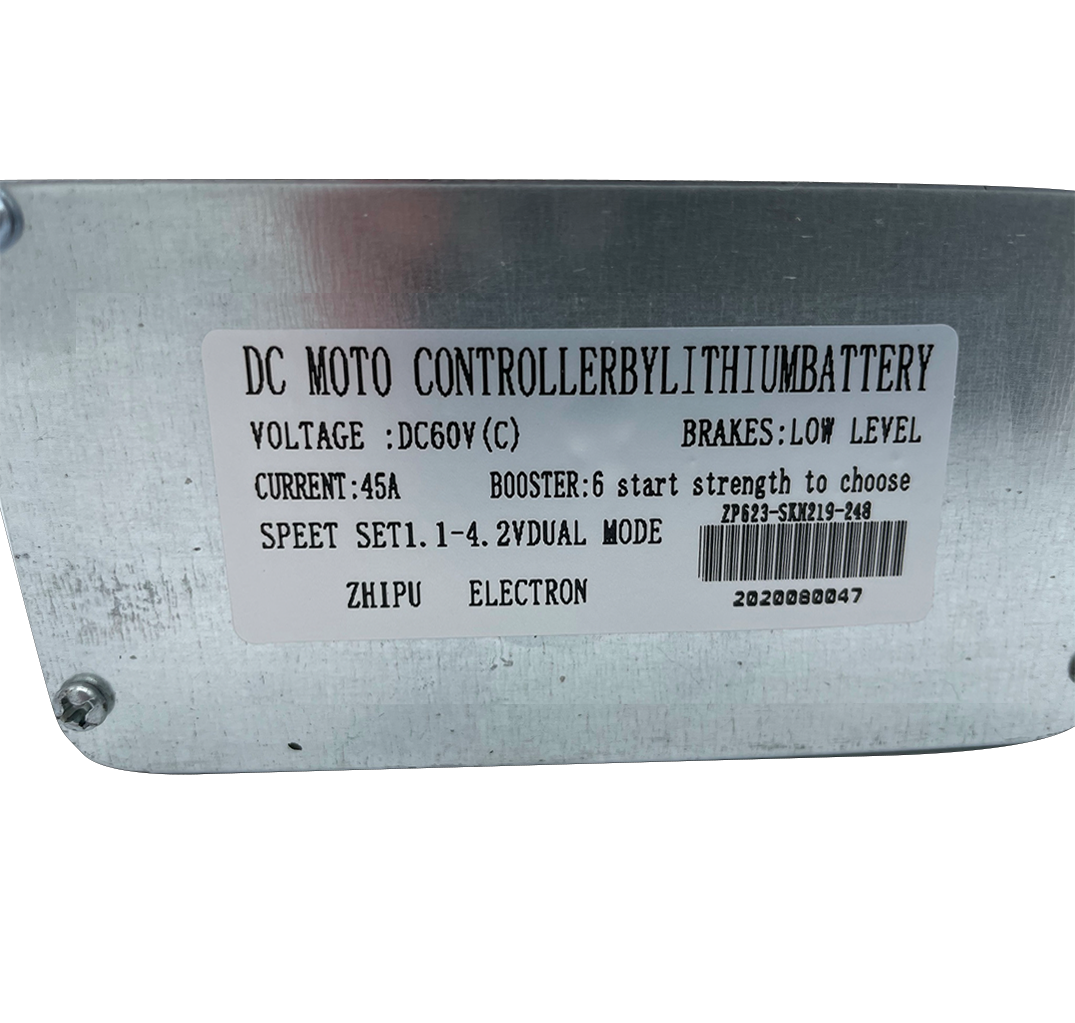 DC MOTO CONTROLLERBYLITHIUMBATTERY
VOLTAGE :DC60V(C) BRAKES:LOW LEVEL
CURRENT:45A BOOSTER:6 start strength to choose
ZP623-SKM219-248
SPEET SET1.1-4.2VDUAL MODE
ZHIPU ELECTRON
2020080047